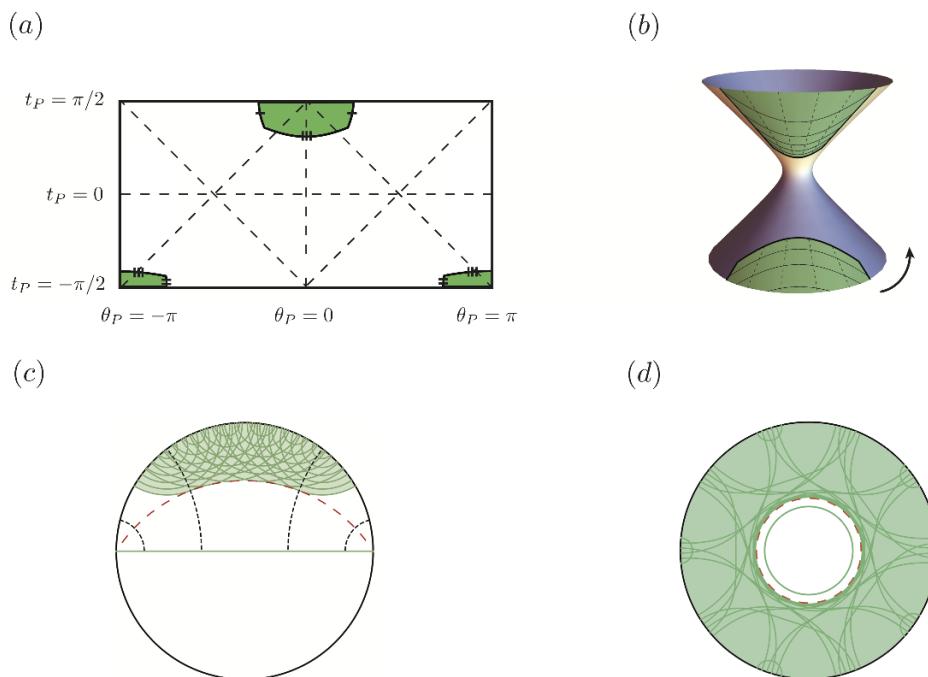 (a)
(b)
t_P = π/2
t_P = 0
t_P = −π/2
θ_P = −π
θ_P = 0
θ_P = π
(c)
(d)